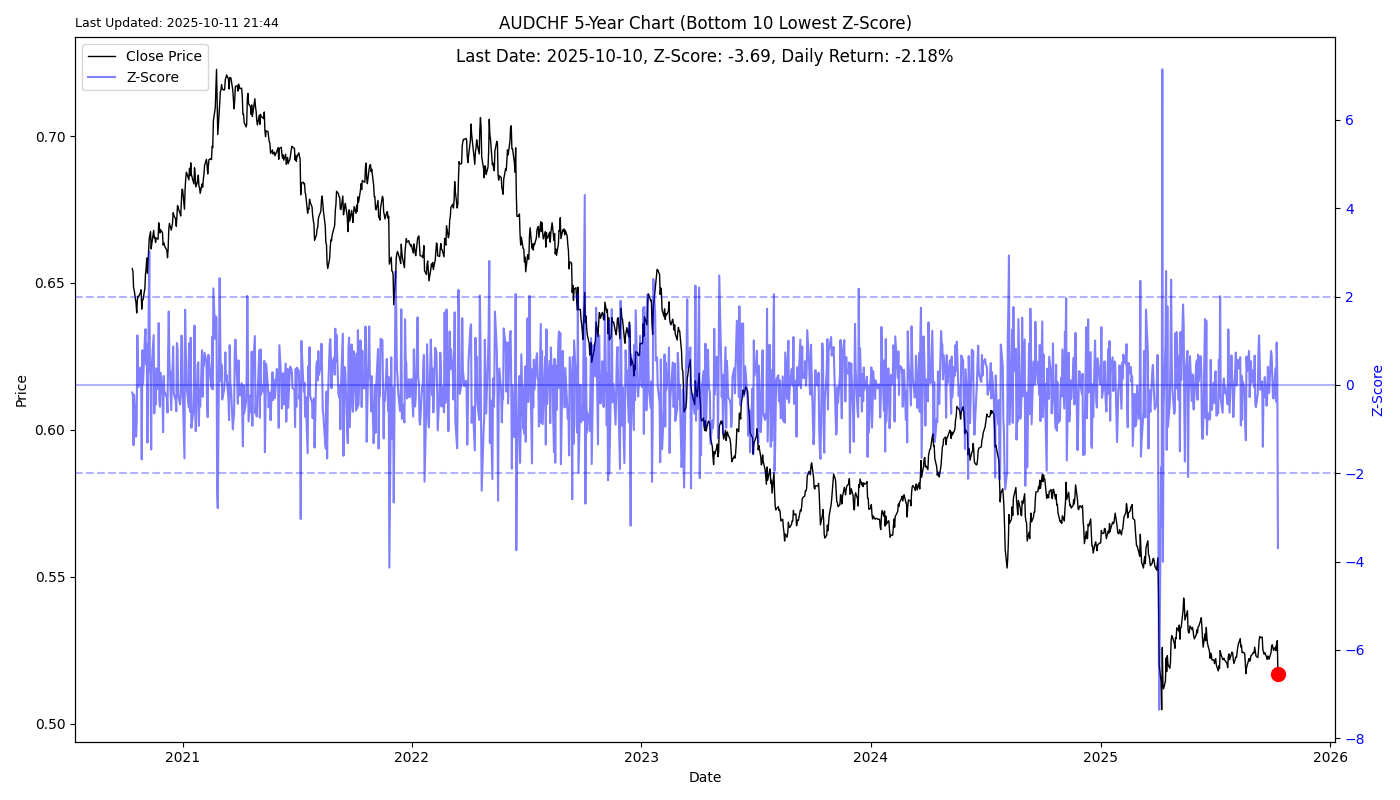 Last Updated: 2025-10-11 21:44
AUDCHF 5-Year Chart (Bottom 10 Lowest Z-Score)
Last Date: 2025-10-10, Z-Score: -3.69, Daily Return: -2.18%
Close Price
Z-Score
Price
0.70
0.65
0.60
0.55
0.50
6
4
2
0
−2
−4
−6
−8
Z-Score
2021
2022
2023
2024
2025
2026
Date